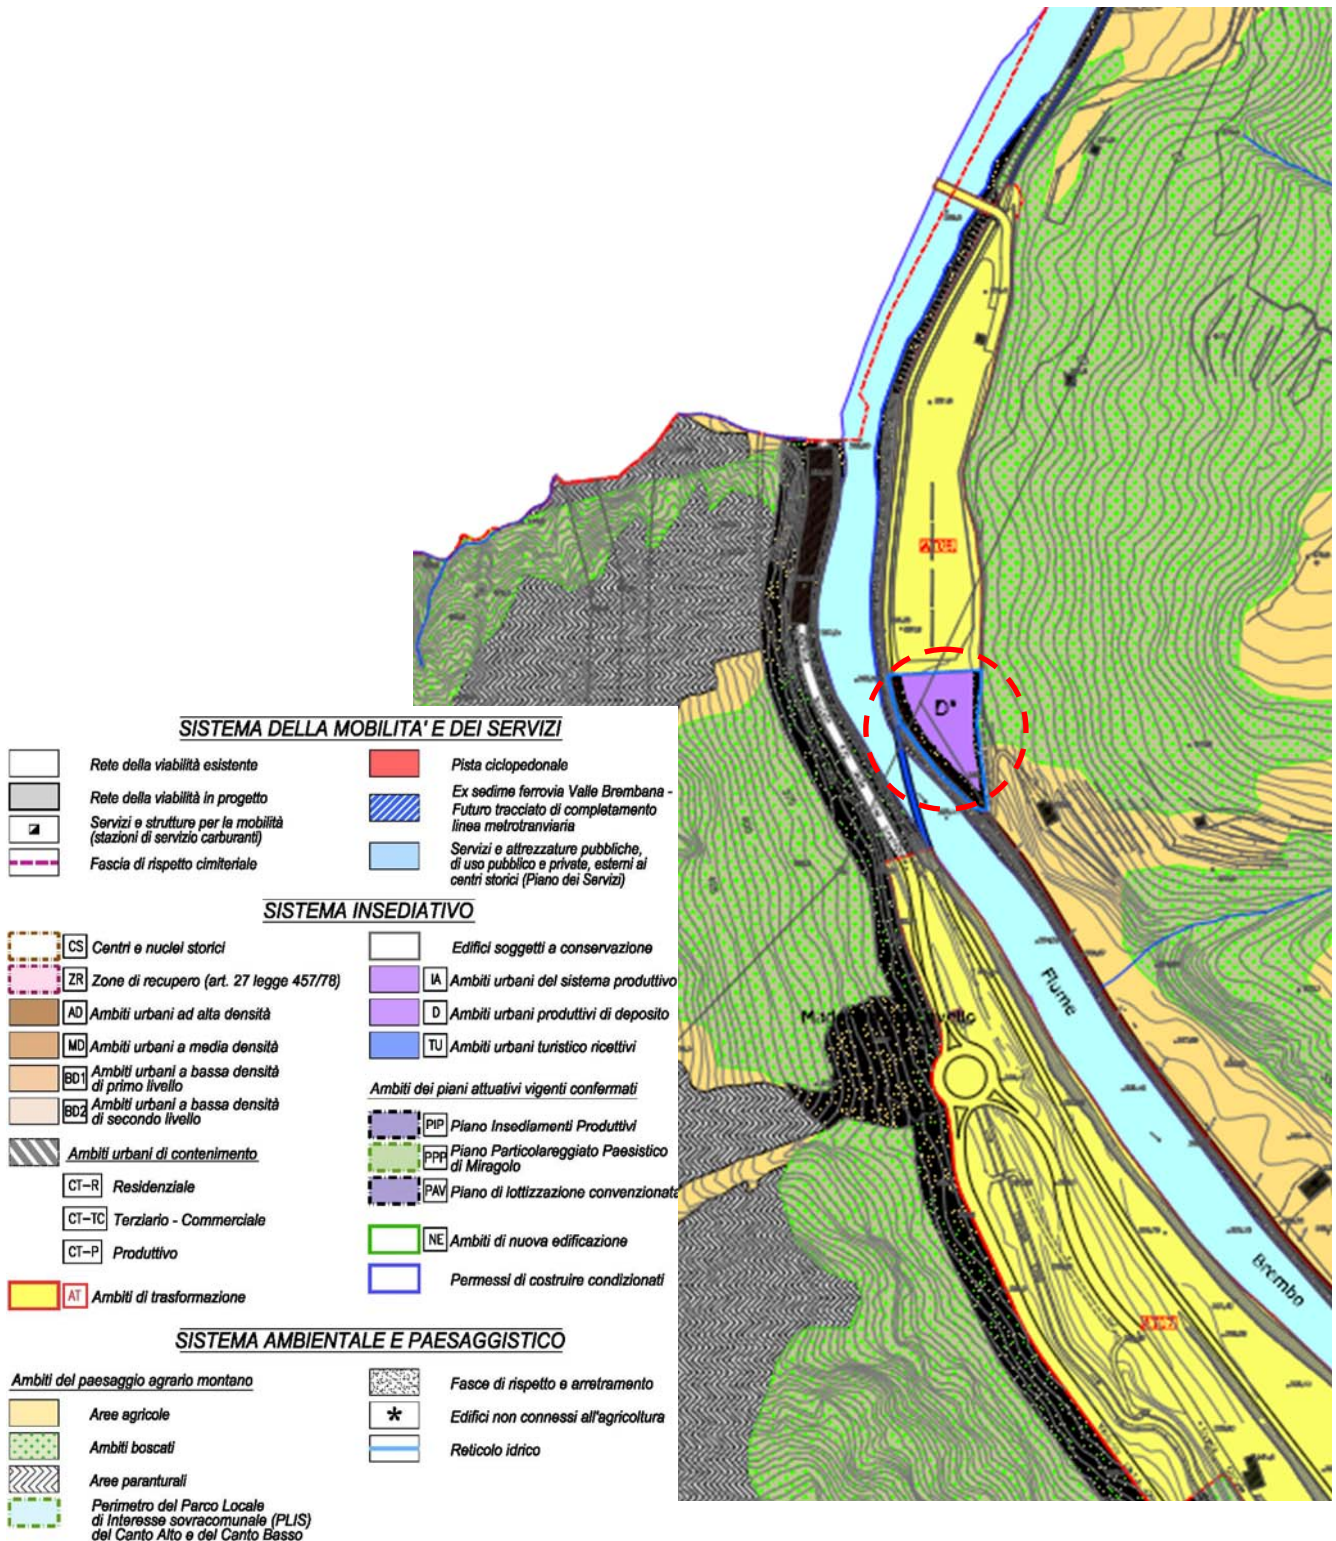 D*
Fiume
Brembo
SISTEMA DELLA MOBILITA' E DEI SERVIZI
Rete della viabilità esistente
Rete della viabilità in progetto
Servizi e strutture per la mobilità
(stazioni di servizio carburanti)
Fascia di rispetto cimiteriale
Pista ciclopedonale
Ex sedime ferrovia Valle Brembana -
Futuro tracciato di completamento
linea metrotranviaria
Servizi e attrezzature pubbliche,
di uso pubblico e private, esterni ai
centri storici (Piano dei Servizi)
SISTEMA INSEDIATIVO
CS Centri e nuclei storici
ZR Zone di recupero (art. 27 legge 457/78)
AD Ambiti urbani ad alta densità
MD Ambiti urbani a media densità
BD1 Ambiti urbani a bassa densità
di primo livello
BD2 Ambiti urbani a bassa densità
di secondo livello
Ambiti urbani di contenimento
CT-R Residenziale
CT-TC Terziario - Commerciale
CT-P Produttivo
AT Ambiti di trasformazione
Edifici soggetti a conservazione
IA Ambiti urbani del sistema produttivo
D Ambiti urbani produttivi di deposito
TU Ambiti urbani turistico ricettivi
Ambiti dei piani attuativi vigenti confermati
PIP Piano Insediamenti Produttivi
PPP Piano Particolareggiato Paesistico
di Miragolo
PAV Piano di lottizzazione convenzionata
NE Ambiti di nuova edificazione
Permessi di costruire condizionati
SISTEMA AMBIENTALE E PAESAGGISTICO
Ambiti del paesaggio agrario montano
Aree agricole
Ambiti boscati
Aree paranturali
Perimetro del Parco Locale
di Interesse sovracomunale (PLIS)
del Canto Alto e del Canto Basso
Fasce di rispetto e arretramento
* Edifici non connessi all'agricoltura
Reticolo idrico